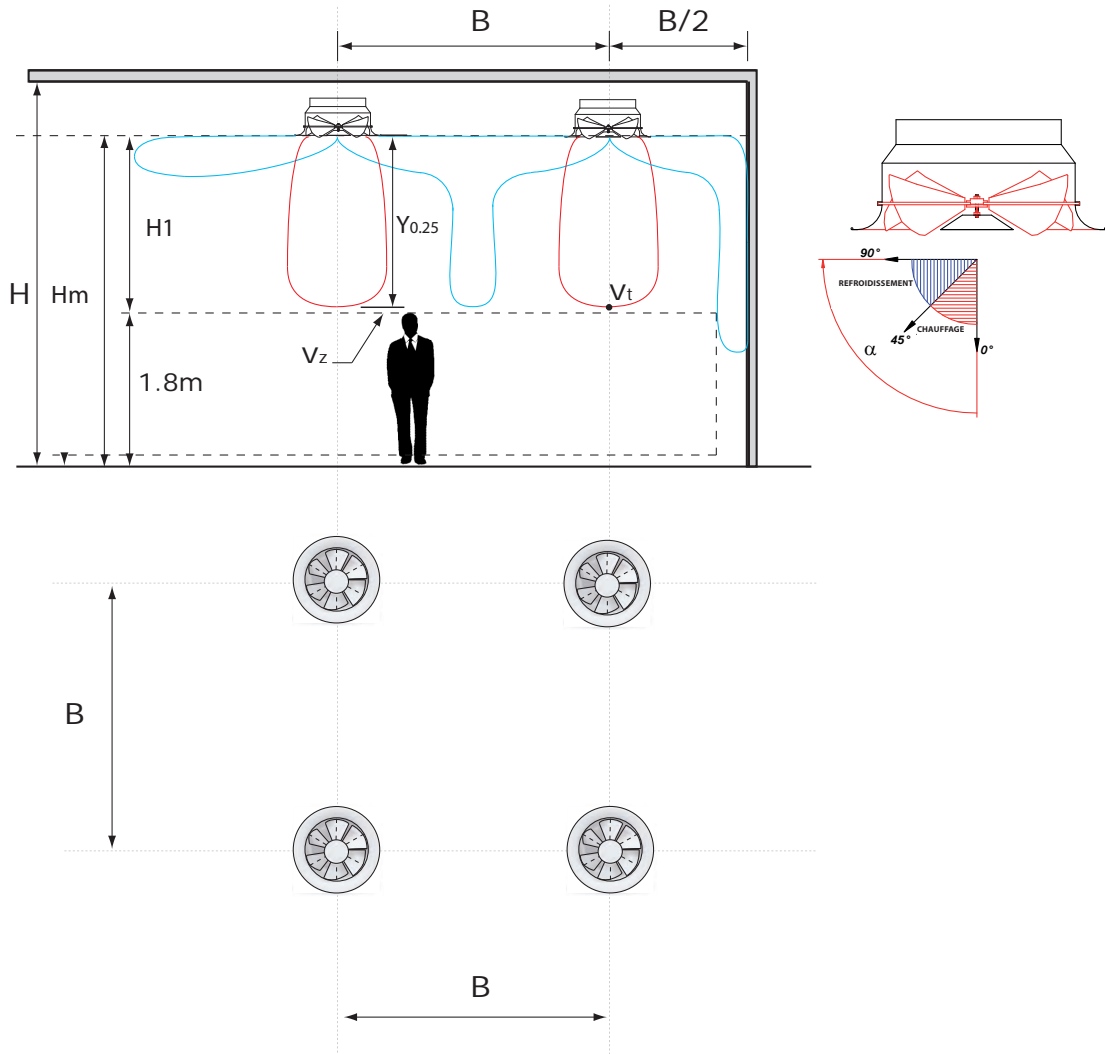 B
B/2
H1
Y0.25
H
Hm
Vt
Vz
1.8m
90°
REFROIDISSEMENT
CHAUFFAGE
45°
0°
α
B
B